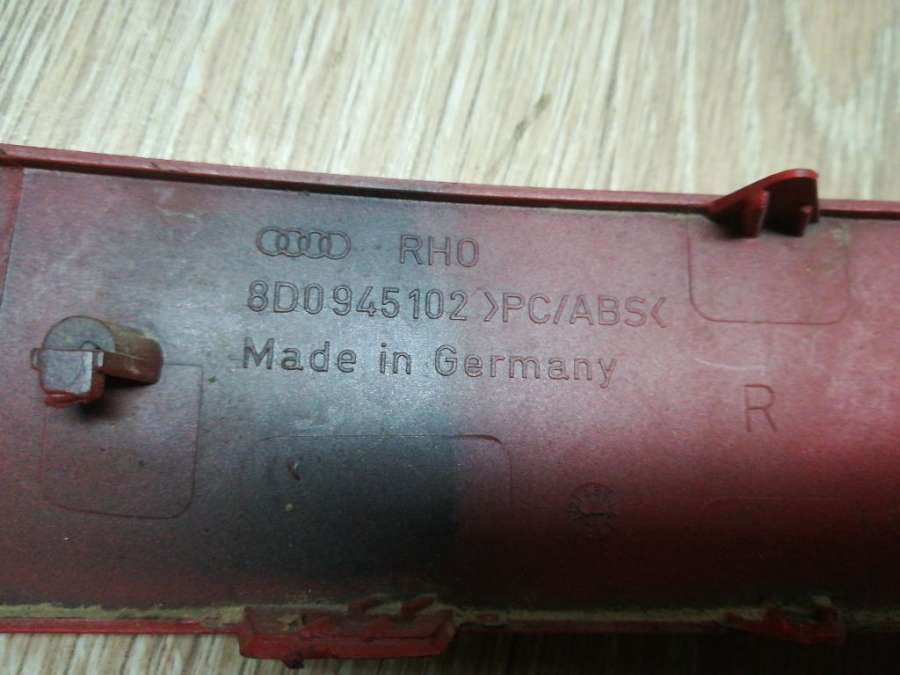 RHO
8D0945102 >PC/ABS<
Made in Germany
R